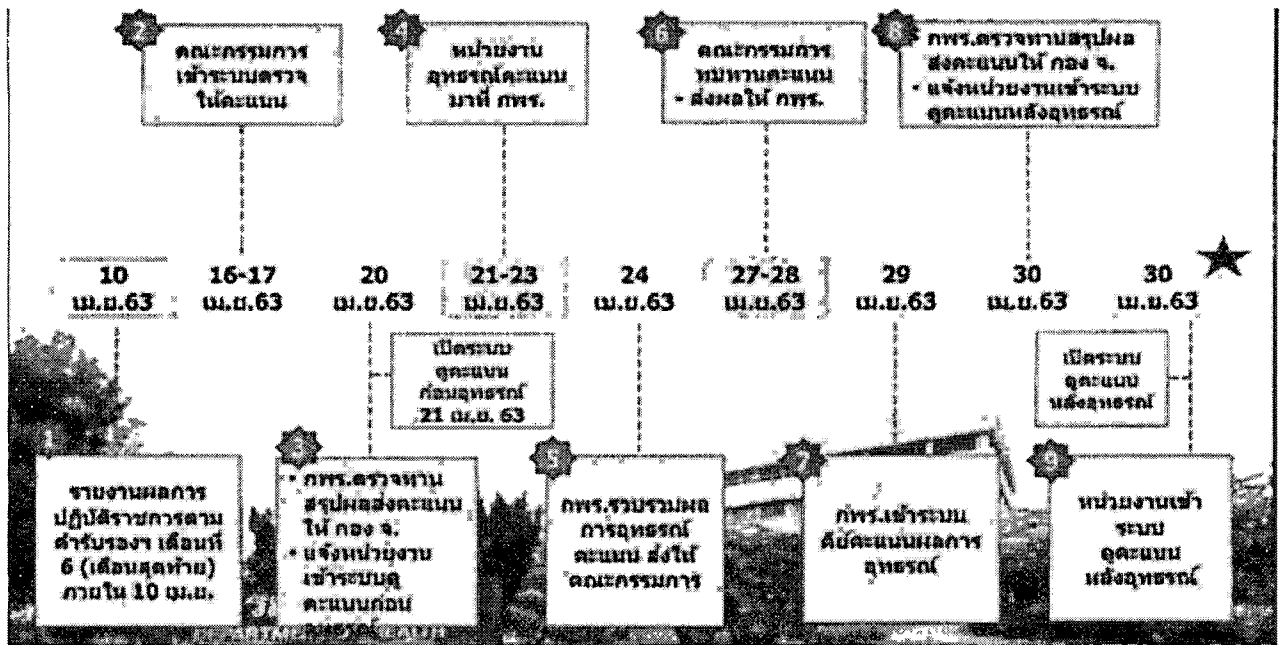 2
คณะกรรมการ
เข้าระบบตรวจ
ให้คะแนน
4
หน่วยงาน
อุทธรณ์คะแนน
มาที่ กพร.
6
คณะกรรมการ
ทบทวนคะแนน
- ส่งผลให้ กพร.
8
กพร.ตรวจทานสรุปผล
ส่งคะแนนให้ กอง จ.
• แจ้งหน่วยงานเข้าระบบ
ดูคะแนนหลังอุทธรณ์
10
เม.ย.63
16-17
เม.ย.63
20
เม.ย.63
21-23
เม.ย.63
24
เม.ย.63
27-28
เม.ย.63
29
เม.ย.63
30
เม.ย.63
30
เม.ย.63
เปิดระบบ
ดูคะแนน
ก่อนอุทธรณ์
21 เม.ย. 63
เปิดระบบ
ดูคะแนน
หลังอุทธรณ์
รายงานผลการ
ปฏิบัติราชการตาม
คำรับรองฯ เดือนที่
6 (เดือนสุดท้าย)
ภายใน 10 เม.ย.
3
• กพร.ตรวจทาน
สรุปผลส่งคะแนน
ให้ กอง จ.
• แจ้งหน่วยงาน
เข้าระบบดู
คะแนนก่อน
อุทธรณ์
5
กพร.รวบรวมผล
การอุทธรณ์
คะแนน ส่งให้
คณะกรรมการ
7
กพร.เข้าระบบ
คีย์คะแนนผลการ
อุทธรณ์
9
หน่วยงานเข้า
ระบบ
ดูคะแนน
หลังอุทธรณ์